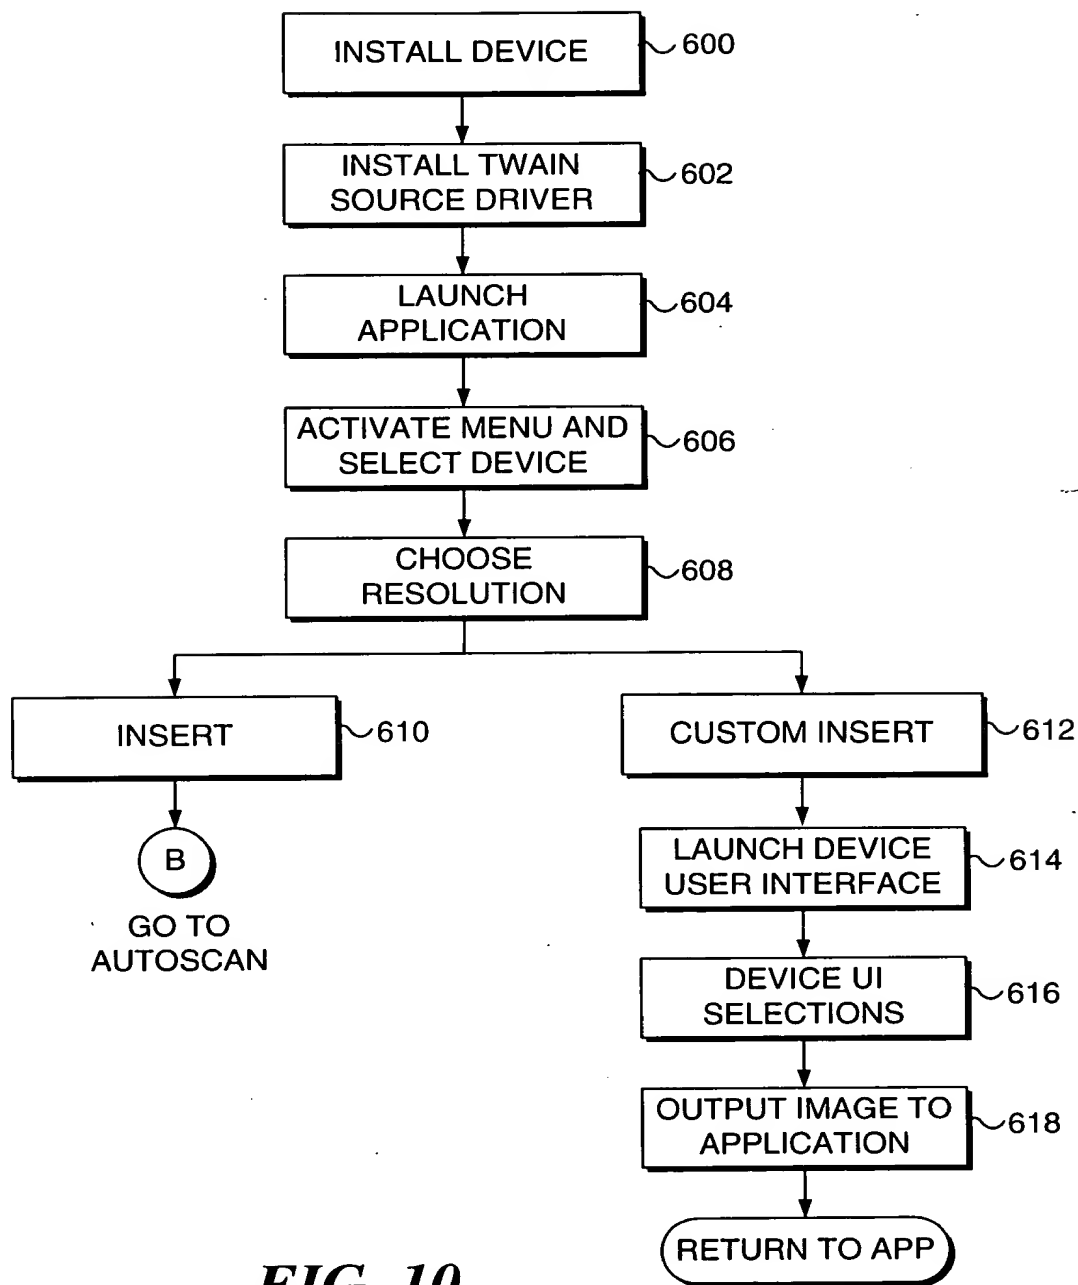 INSTALL DEVICE
600
INSTALL TWAIN
SOURCE DRIVER
602
LAUNCH
APPLICATION
604
ACTIVATE MENU AND
SELECT DEVICE
606
CHOOSE
RESOLUTION
608
INSERT
610
CUSTOM INSERT
612
B
GO TO
AUTOSCAN
LAUNCH DEVICE
USER INTERFACE
614
DEVICE UI
SELECTIONS
616
OUTPUT IMAGE TO
APPLICATION
618
RETURN TO APP
FIG. 10